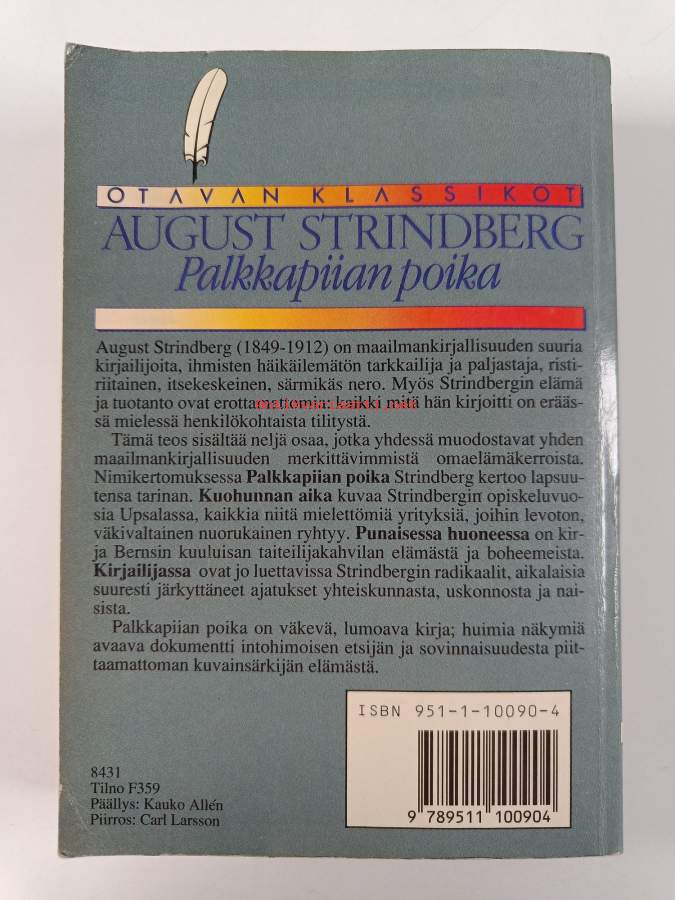 OTAVAN KLASSIKOT
AUGUST STRINDBERG
Palkkapiian poika
August Strindberg (1849-1912) on maailmankirjallisuuden suuria
kirjailijoita, ihmisten häikäilemätön tarkkailija ja paljastaja, risti-
riitainen, itsekeskeinen, särmikäs nero. Myös Strindbergin elämä
ja tuotanto ovat erottamattomia: kaikki mitä hän kirjoitti on erääs-
sä mielessä henkilökohtaista tilitystä.
Tämä teos sisältää neljä osaa, jotka yhdessä muodostavat yhden
maailmankirjallisuuden merkittävimmistä omaelämäkerroista.
Nimikertomuksessa Palkkapiian poika Strindberg kertoo lapsuu-
tensa tarinan. Kuohunnan aika kuvaa Strindbergin opiskeluvuo-
sia Upsalassa, kaikkia niitä mielettömiä yrityksiä, joihin levoton,
väkivaltainen nuorukainen ryhtyy. Punaisessa huoneessa on kir-
ja Bernsin kuuluisan taiteilijakahvilan elämästä ja boheemeista.
Kirjailijassa ovat jo luettavissa Strindbergin radikaalit, aikalaisia
suuresti järkyttäneet ajatukset yhteiskunnasta, uskonnosta ja nai-
sista.
Palkkapiian poika on väkevä, lumoava kirja; huimia näkymiä
avaava dokumentti intohimoisen etsijän ja sovinnaisuudesta piit-
taamattoman kuvainsärkijän elämästä.
ISBN 951-1-10090-4
9 789511 100904
8431
Tilno F359
Päällys: Kauko Allén
Piirros: Carl Larsson